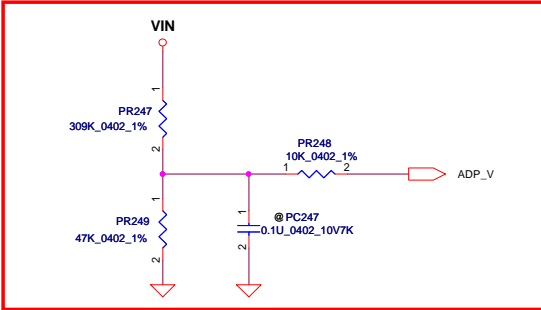 VIN
1
PR247
309K_0402_1%
2
PR248
10K_0402_1%
1
2
ADP_V
1
PR249
47K_0402_1%
2
1
@ PC247
0.1U_0402_10V7K
2